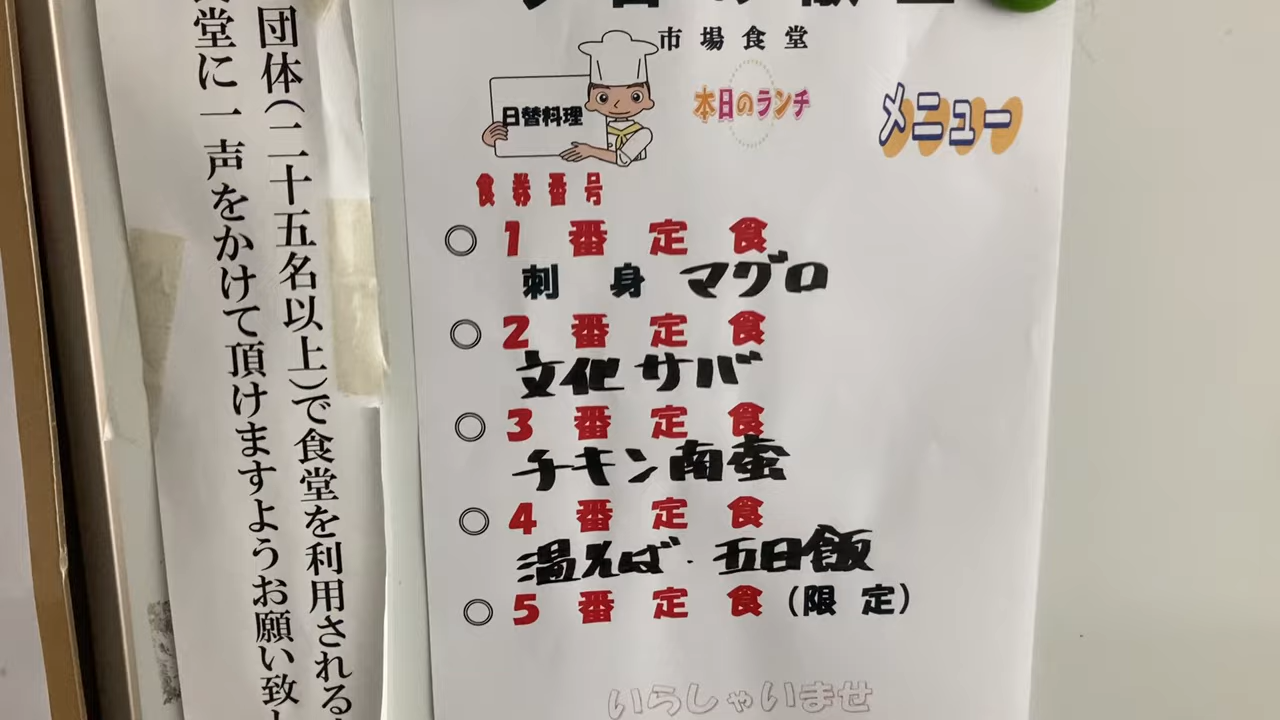 団体(二十五名以上)で食堂を利用される
堂に一声をかけて頂けますようお願い致
市場食堂
日替料理
本日のランチ
メニュー
食券番号
◎ 1番定食
刺身 マグロ
◎ 2番定食
文化サバ
◎ 3番定食
チキン南蛮
◎ 4番定食
温そば・五日飯
◎ 5番定食(限定)
いらしゃいませ